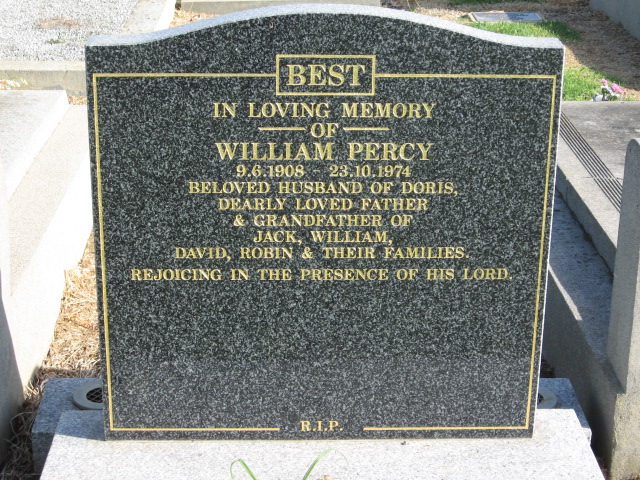 BEST
IN LOVING MEMORY
OF
WILLIAM PERCY
9.6.1908 - 23.10.1974
BELOVED HUSBAND OF DORIS,
DEARLY LOVED FATHER
& GRANDFATHER OF
JACK, WILLIAM,
DAVID, ROBIN & THEIR FAMILIES.
REJOICING IN THE PRESENCE OF HIS LORD.
R.I.P.